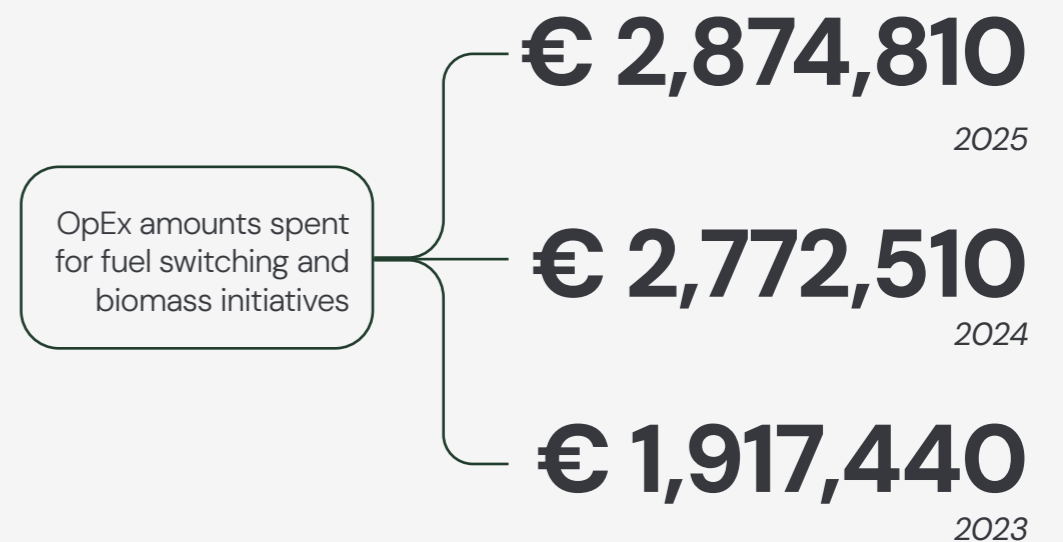 OpEx amounts spent
for fuel switching and
biomass initiatives
€ 2,874,810
2025
€ 2,772,510
2024
€ 1,917,440
2023